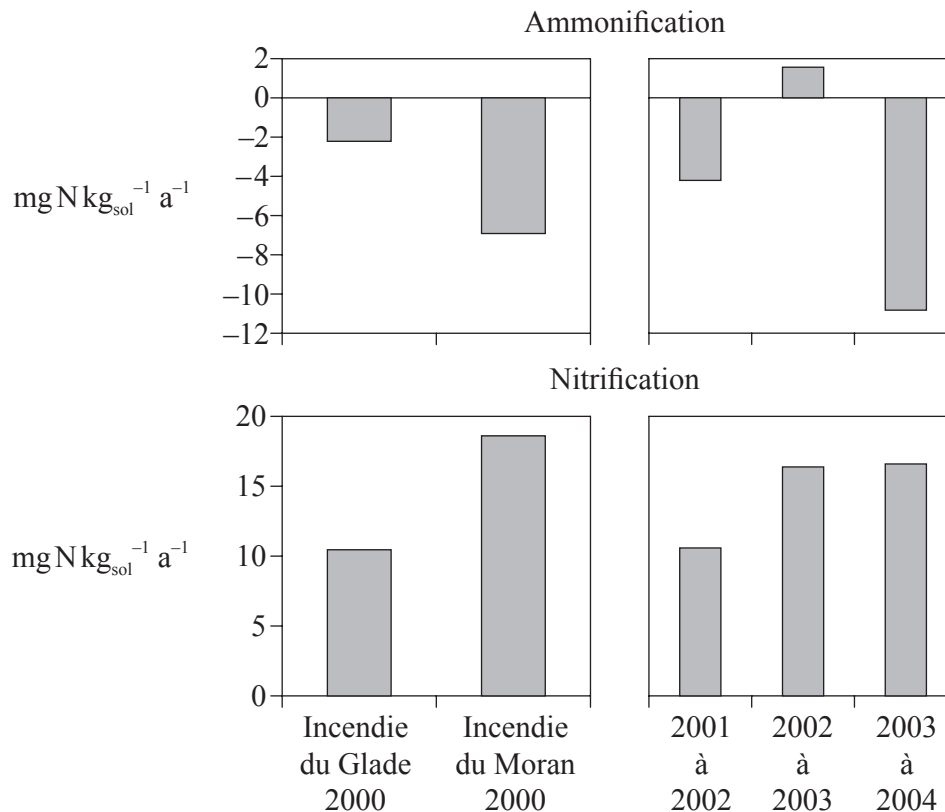 Ammonification
2
0
−2
−4
−6
−8
−10
−12
mg N kg_sol⁻¹ a⁻¹
Nitrification
20
15
10
5
0
mg N kg_sol⁻¹ a⁻¹
Incendie
du Glade
2000
Incendie
du Moran
2000
2001
à
2002
2002
à
2003
2003
à
2004